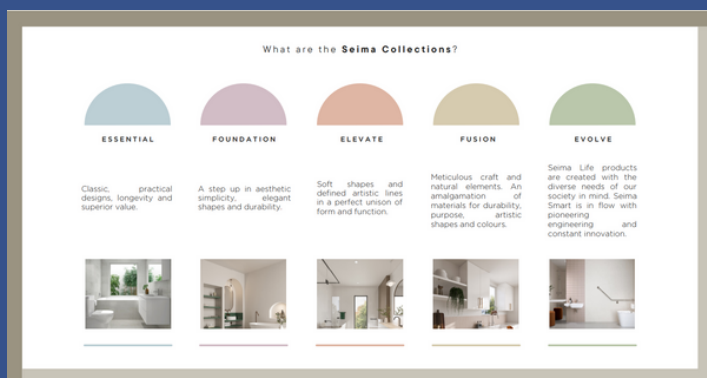 What are the Seima Collections?
ESSENTIAL
Classic, practical
designs, longevity and
superior value.
FOUNDATION
A step up in aesthetic
simplicity, elegant
shapes and durability.
ELEVATE
Soft shapes and
defined artistic lines
in a perfect unison of
form and function.
FUSION
Meticulous craft and
natural elements. An
amalgamation of
materials for durability,
purpose, artistic
shapes and colours.
EVOLVE
Seima Life products
are created with the
diverse needs of our
society in mind. Seima
Smart is in flow with
pioneering
engineering and
constant innovation.